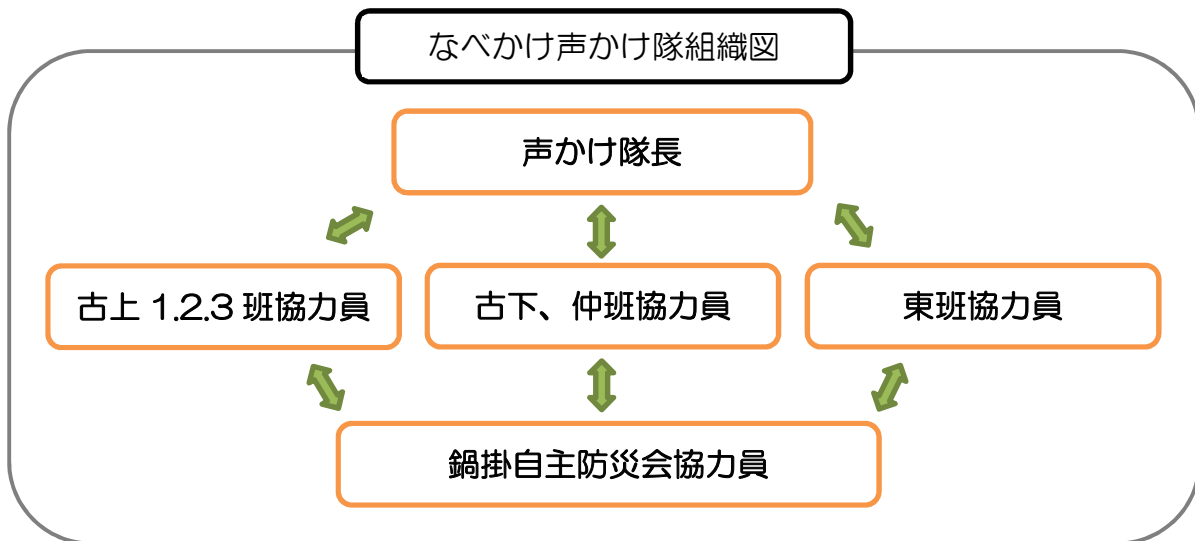 なべかけ声かけ隊組織図
声かけ隊長
古上 1.2.3 班協力員
古下、仲班協力員
東班協力員
鍋掛自主防災会協力員